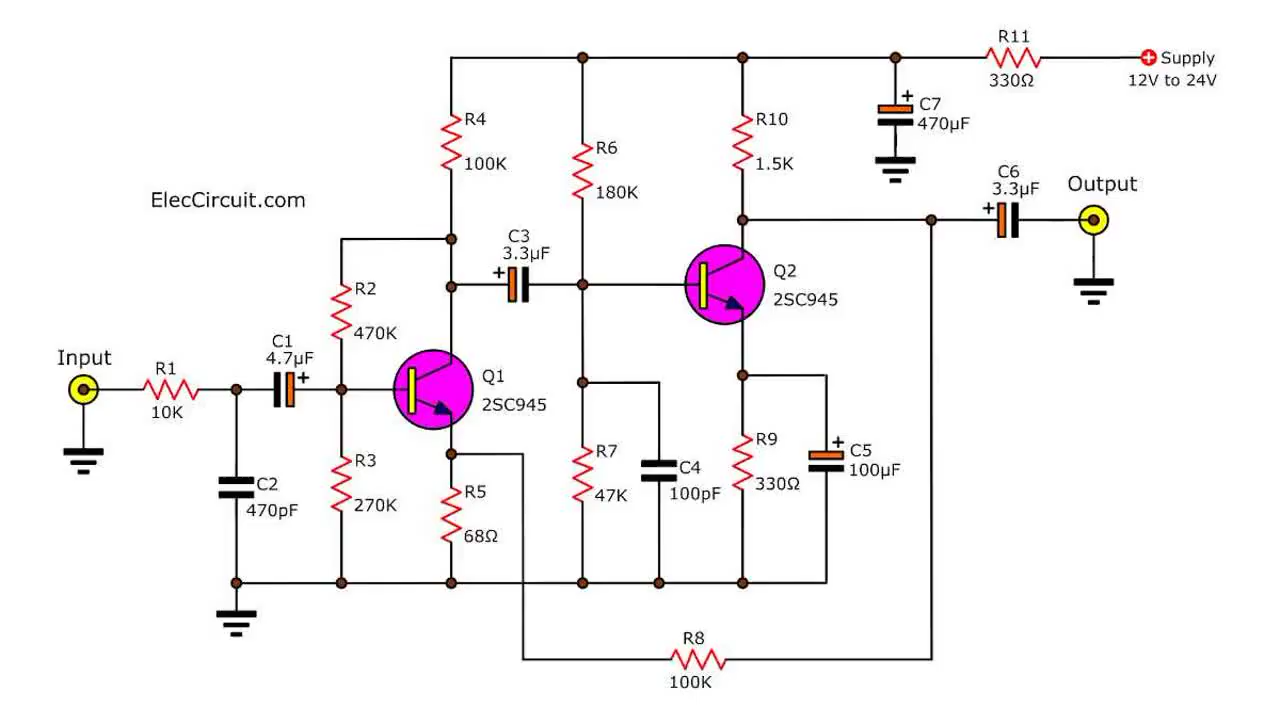 R11
330Ω
Supply
12V to 24V
+
C7
470µF
R4
100K
R6
180K
R10
1.5K
ElecCircuit.com
C6
3.3µF
+
Output
C3
3.3µF
+
Q2
2SC945
R2
470K
Input
R1
10K
C1
4.7µF
+
Q1
2SC945
R3
270K
C2
470pF
R5
68Ω
R7
47K
C4
100pF
R9
330Ω
+
C5
100µF
R8
100K